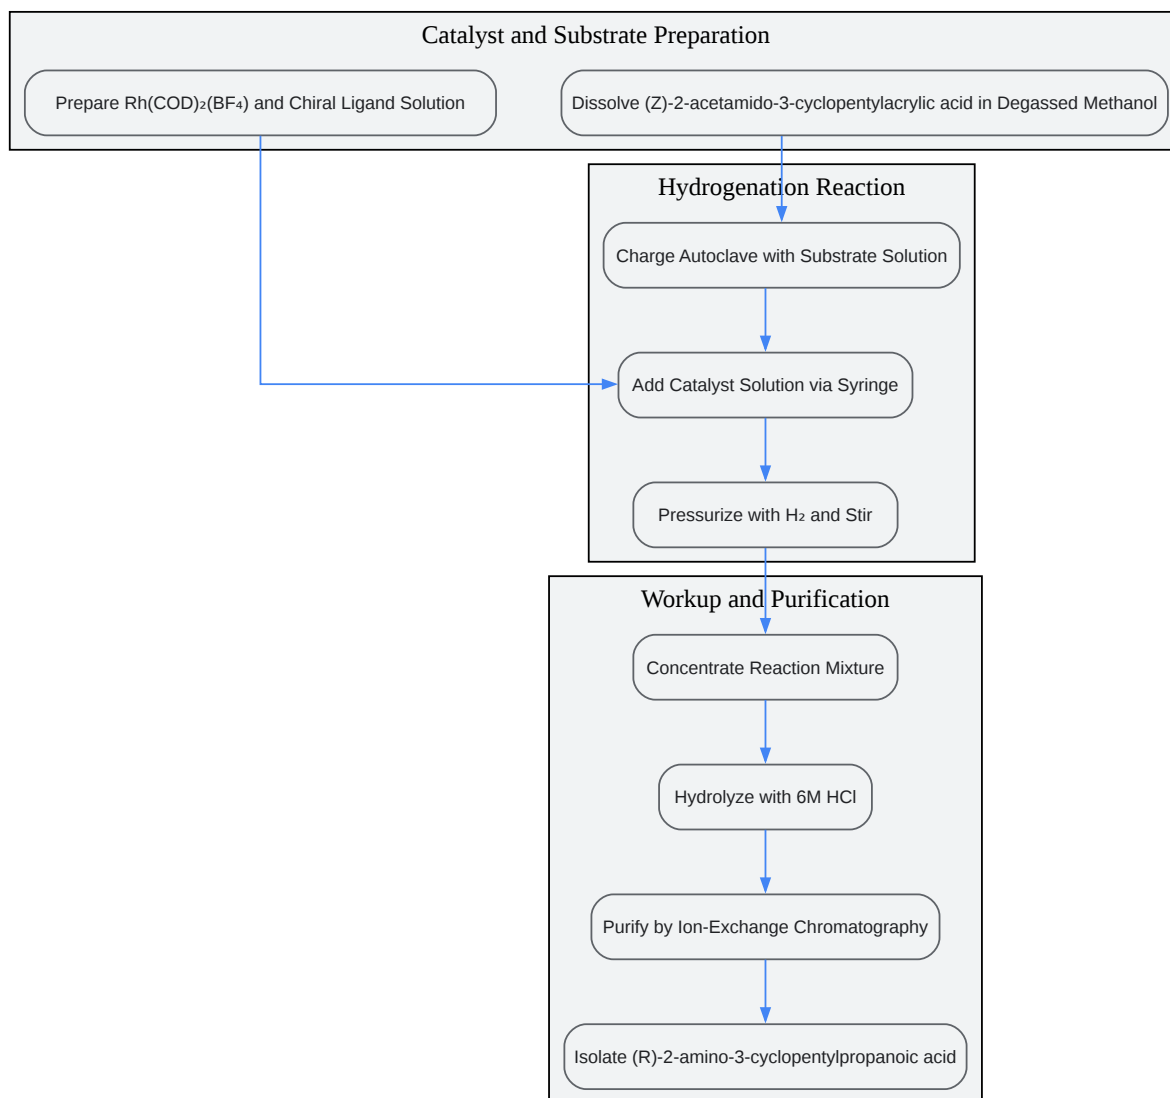 Catalyst and Substrate Preparation
Prepare Rh(COD)₂(BF₄) and Chiral Ligand Solution
Dissolve (Z)-2-acetamido-3-cyclopentylacrylic acid in Degassed Methanol
Hydrogenation Reaction
Charge Autoclave with Substrate Solution
Add Catalyst Solution via Syringe
Pressurize with H₂ and Stir
Workup and Purification
Concentrate Reaction Mixture
Hydrolyze with 6M HCl
Purify by Ion-Exchange Chromatography
Isolate (R)-2-amino-3-cyclopentylpropanoic acid